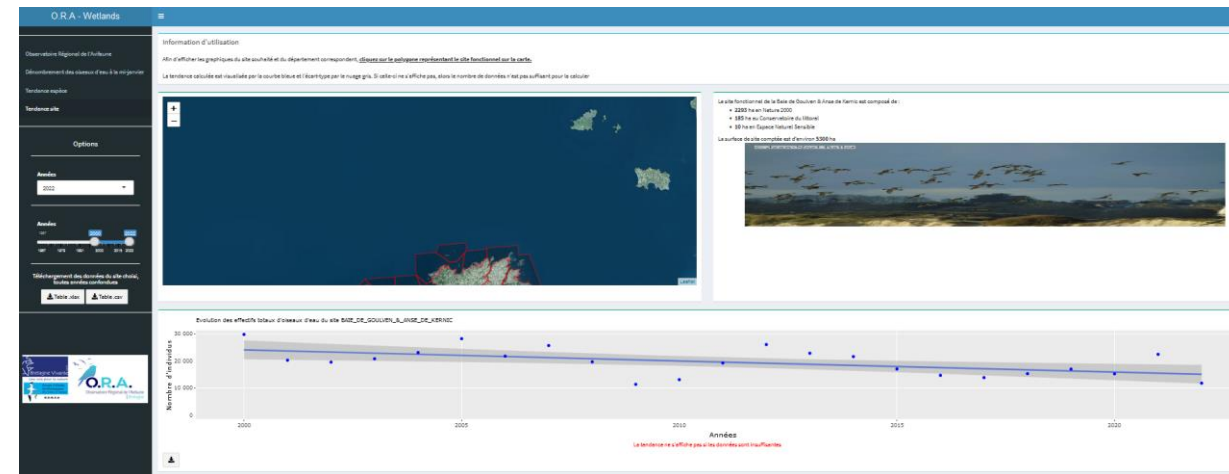 O.R.A - Wetlands
Observatoire Régional de l'Avifaune
Dénombrement des oiseaux d'eau à la mi-janvier
Tendance espèce
Tendance site
Options
Années
2022
Années
Téléchargement des données du site choisi,
toutes années confondues
Table .xlsx Table .csv
Bretagne Vivante
O.R.A.
Information d'utilisation
Afin d'afficher les graphiques du site souhaité et du département correspondant, cliquez sur le polygone représentant le site fonctionnel sur la carte.
La tendance calculée est visualisée par la courbe bleue et l'écart-type par le nuage gris. Si celle-ci ne s'affiche pas, alors le nombre de données n'est pas suffisant pour la calculer
+
−
Leaflet
Le site fonctionnel de la Baie de Goulven & Anse de Kernic est composé de :
2293 ha en Natura 2000
185 ha au Conservatoire du littoral
10 ha en Espace Naturel Sensible
La surface de site comptée est d'environ 5300 ha
Evolution des effectifs totaux d'oiseaux d'eau du site BAIE_DE_GOULVEN_&_ANSE_DE_KERNIC
Nombre d'individus
30 000
20 000
10 000
0
2000 2005 2010 2015 2020
Années
La tendance ne s'affiche pas si les données sont insuffisantes